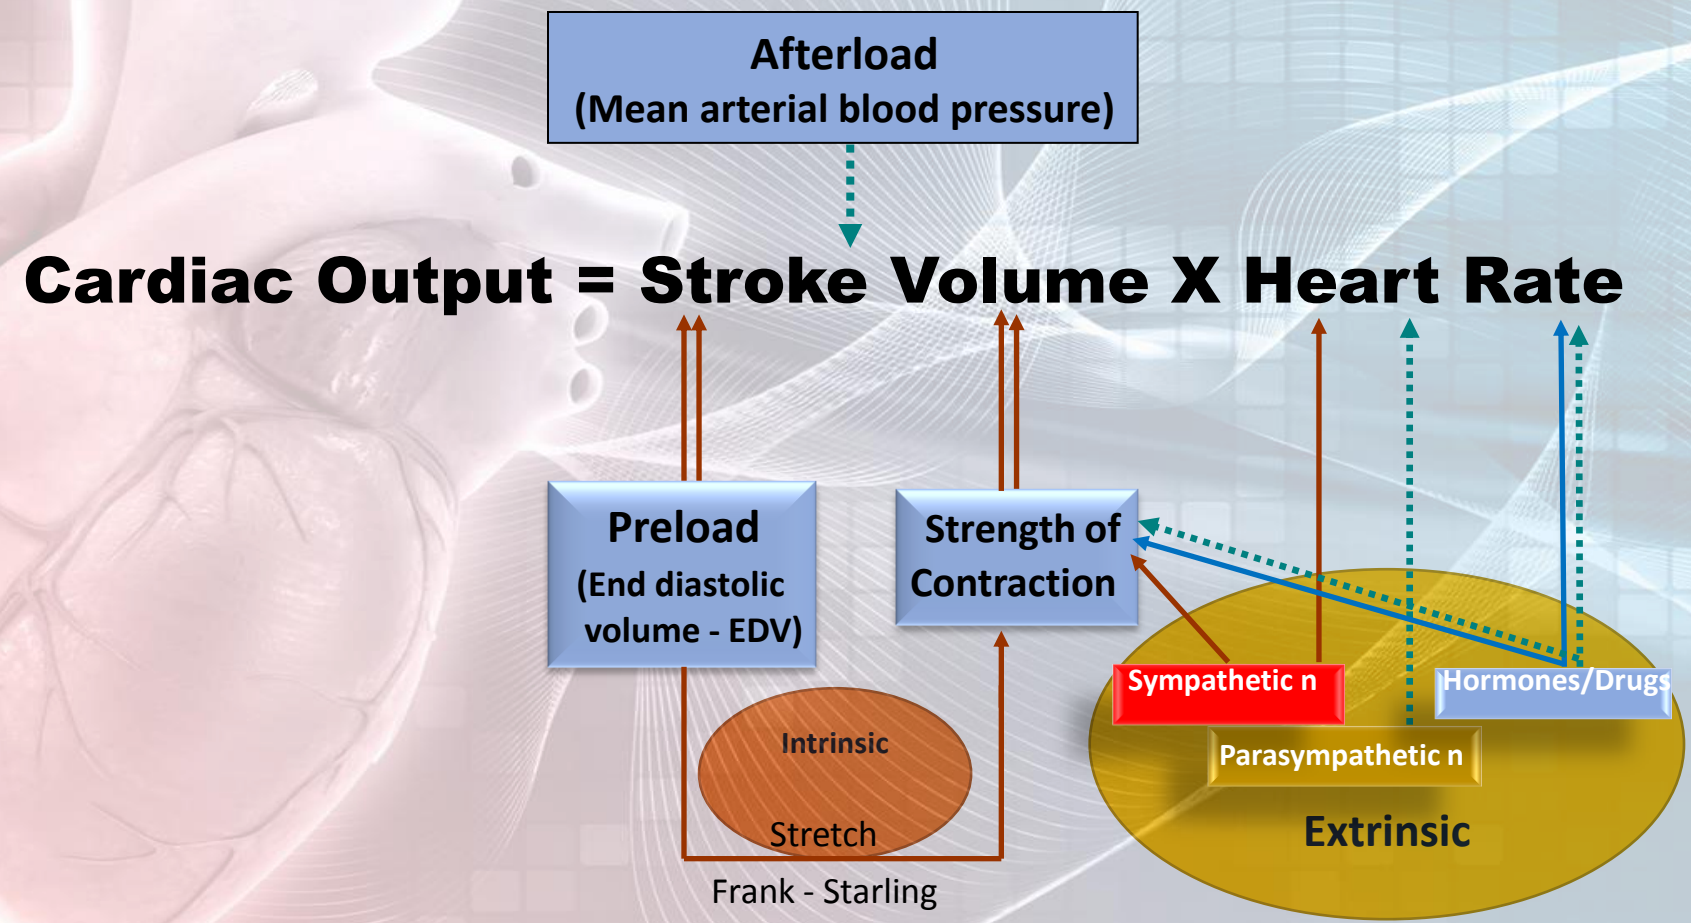 Afterload
(Mean arterial blood pressure)
Cardiac Output = Stroke Volume X Heart Rate
Preload
(End diastolic
volume - EDV)
Strength of
Contraction
Sympathetic n
Hormones/Drugs
Parasympathetic n
Intrinsic
Stretch
Extrinsic
Frank - Starling